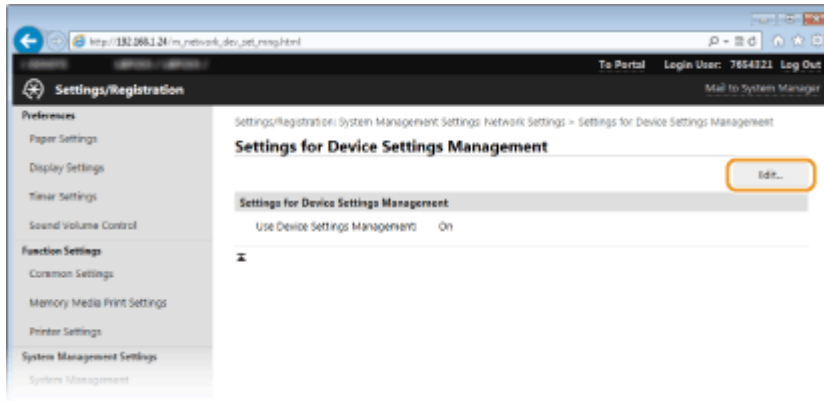 http://192.168.1.24/m_network_dev_set_mng.html
To Portal Login User: 7654321 Log Out
Settings/Registration
Mail to System Manager
Preferences
Paper Settings
Display Settings
Timer Settings
Sound Volume Control
Function Settings
Common Settings
Memory Media Print Settings
Printer Settings
System Management Settings
System Management
Settings/Registration: System Management Settings: Network Settings > Settings for Device Settings Management
Settings for Device Settings Management
Edit...
Settings for Device Settings Management
Use Device Settings Management: On